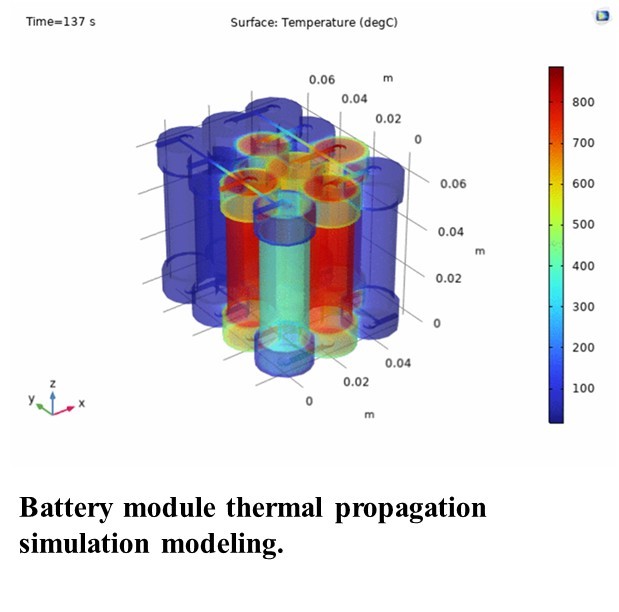 Time=137 s
Surface: Temperature (degC)
0.06
m
0.04
0.02
0
0.06
0.04
m
0.02
0
0.04
0.02
0
m
800
700
600
500
400
300
200
100
z
y
x
Battery module thermal propagation
simulation modeling.